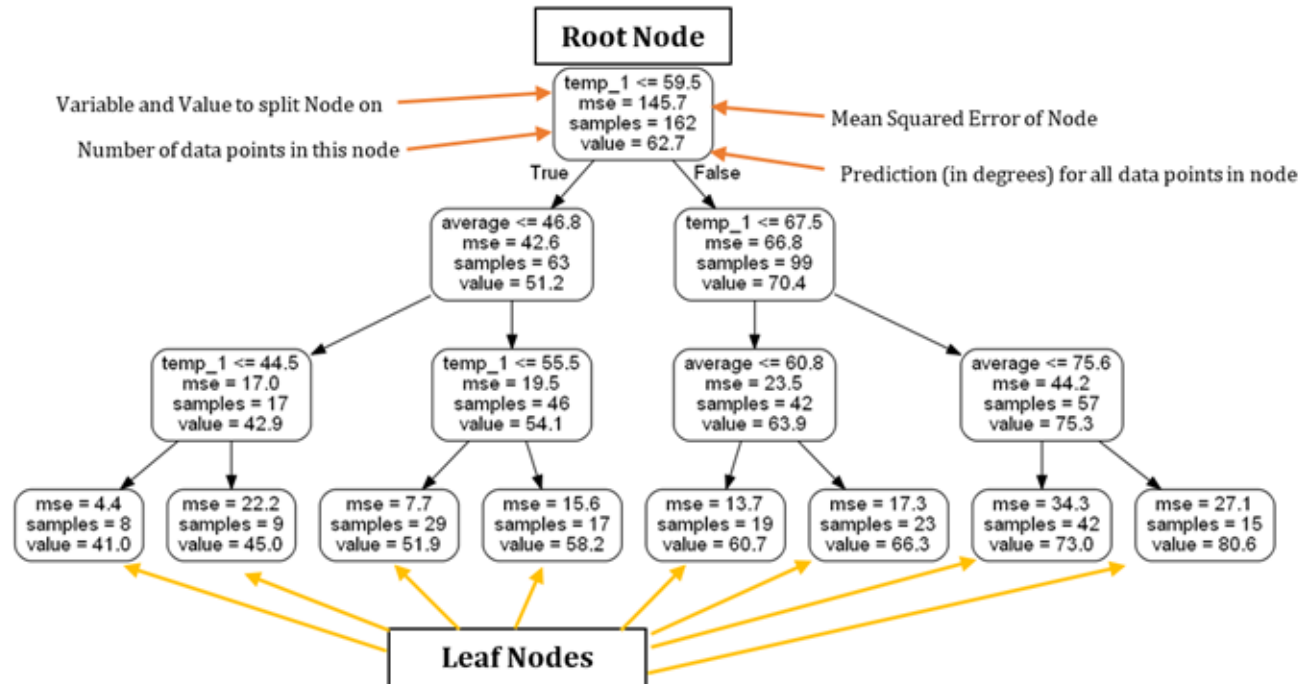 Root Node
temp_1 <= 59.5
mse = 145.7
samples = 162
value = 62.7
Variable and Value to split Node on
Number of data points in this node
Mean Squared Error of Node
Prediction (in degrees) for all data points in node
True
False
average <= 46.8
mse = 42.6
samples = 63
value = 51.2
temp_1 <= 67.5
mse = 66.8
samples = 99
value = 70.4
temp_1 <= 44.5
mse = 17.0
samples = 17
value = 42.9
temp_1 <= 55.5
mse = 19.5
samples = 46
value = 54.1
average <= 60.8
mse = 23.5
samples = 42
value = 63.9
average <= 75.6
mse = 44.2
samples = 57
value = 75.3
mse = 4.4
samples = 8
value = 41.0
mse = 22.2
samples = 9
value = 45.0
mse = 7.7
samples = 29
value = 51.9
mse = 15.6
samples = 17
value = 58.2
mse = 13.7
samples = 19
value = 60.7
mse = 17.3
samples = 23
value = 66.3
mse = 34.3
samples = 42
value = 73.0
mse = 27.1
samples = 15
value = 80.6
Leaf Nodes